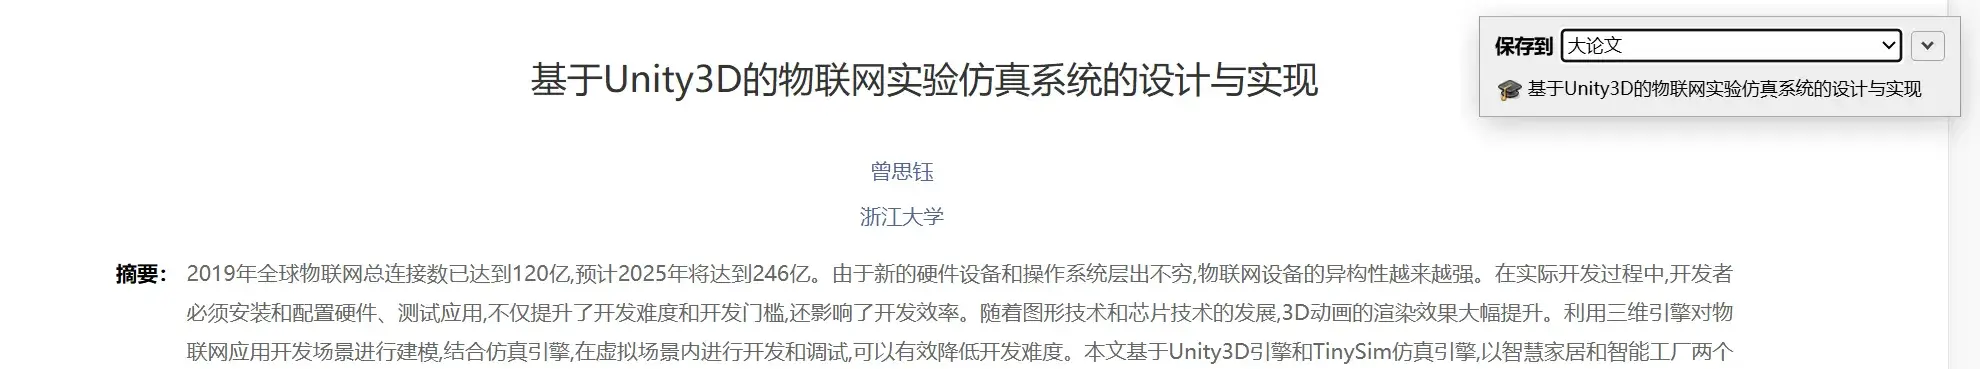 保存到 大论文
基于Unity3D的物联网实验仿真系统的设计与实现
基于Unity3D的物联网实验仿真系统的设计与实现
曾思钰
浙江大学
摘要： 2019年全球物联网总连接数已达到120亿,预计2025年将达到246亿。由于新的硬件设备和操作系统层出不穷,物联网设备的异构性越来越强。在实际开发过程中,开发者
必须安装和配置硬件、测试应用,不仅提升了开发难度和开发门槛,还影响了开发效率。随着图形技术和芯片技术的发展,3D动画的渲染效果大幅提升。利用三维引擎对物
联网应用开发场景进行建模,结合仿真引擎,在虚拟场景内进行开发和调试,可以有效降低开发难度。本文基于Unity3D引擎和TinySim仿真引擎,以智慧家居和智能工厂两个